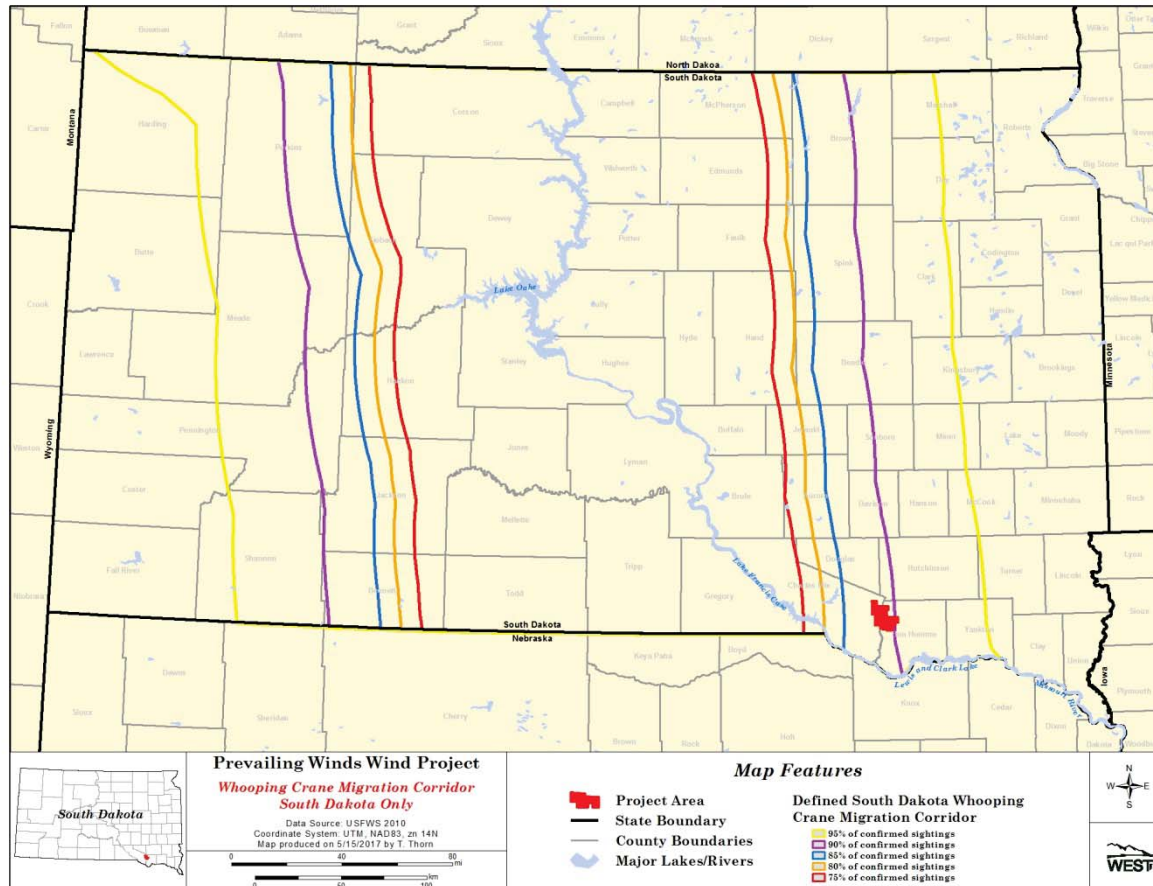 Fallon
Bowman
Adams
Grant
Sioux
Emmons
McIntosh
Dickey
Sargent
Richland
Wilkin
North Dakoa
South Dakota
Montana
Carter
Harding
Perkins
Corson
Campbell
McPherson
Brown
Marshall
Roberts
Traverse
Big Stone
Walworth
Edmunds
Day
Dewey
Ziebach
Potter
Faulk
Grant
Butte
Spink
Codington
Clark
Deuel
Crook
Meade
Lake Oahe
Sully
Hamlin
Yellow Medicine
Lawrence
Stanley
Hughes
Hyde
Hand
Beadle
Kingsbury
Brookings
Lincoln
Minnesota
Haakon
Wyoming
Pennington
Jones
Lyman
Buffalo
Jerauld
Sanborn
Miner
Lake
Moody
Pipestone
Weston
Custer
Jackson
Brule
Aurora
Davison
Hanson
McCook
Minnehaha
Rock
Mellette
Shannon
Fall River
Niobrara
Bennett
Todd
Tripp
Gregory
Lake Francis Case
Charles Mix
Douglas
Hutchinson
Turner
Lincoln
Lyon
Sioux
South Dakota
Nebraska
Bon Homme
Yankton
Clay
Union
Iowa
Plymouth
Dawes
Sioux
Sheridan
Cherry
Keya Paha
Boyd
Brown
Rock
Holt
Knox
Lewis and Clark Lake
Missouri River
Cedar
Dixon
Dakota
Woodbury
South Dakota
Prevailing Winds Wind Project
Whooping Crane Migration Corridor
South Dakota Only
Data Source: USFWS 2010
Coordinate System: UTM, NAD83, zn 14N
Map produced on 5/15/2017 by T. Thorn
0 40 80
mi
0 50 100
km
Map Features
Project Area
State Boundary
County Boundaries
Major Lakes/Rivers
Defined South Dakota Whooping
Crane Migration Corridor
95% of confirmed sightings
90% of confirmed sightings
85% of confirmed sightings
80% of confirmed sightings
75% of confirmed sightings
N
W E
S
WEST